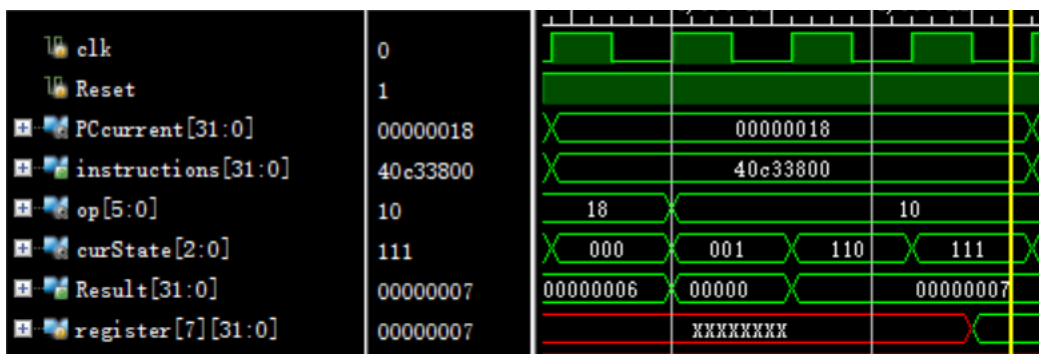 clk 0
Reset 1
PCcurrent[31:0] 00000018 00000018
instructions[31:0] 40c33800 40c33800
op[5:0] 10 18 10
curState[2:0] 111 000 001 110 111
Result[31:0] 00000007 00000006 00000 00000007
register[7][31:0] 00000007 XXXXXXXX